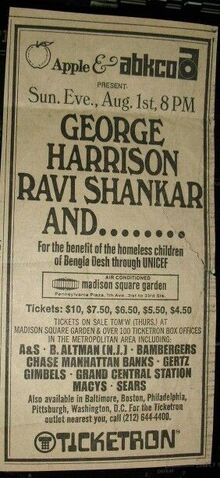 Apple & abkco
PRESENT
Sun. Eve., Aug. 1st, 8 PM
GEORGE
HARRISON
RAVI SHANKAR
AND........
For the benefit of the homeless children
of Bengla Desh through UNICEF
AIR CONDITIONED
madison square garden
Pennsylvania Plaza, 7th Ave., 31st to 33rd Sts.
Tickets: $10, $7.50, $6.50, $5.50, $4.50
TICKETS ON SALE TOM'W (THURS.) AT
MADISON SQUARE GARDEN & OVER 100 TICKETRON BOX OFFICES
IN THE METROPOLITAN AREA INCLUDING:
A&S · B. ALTMAN (N.J.) · BAMBERGERS
CHASE MANHATTAN BANKS · GERTZ
GIMBELS · GRAND CENTRAL STATION
MACYS · SEARS
Also available in Baltimore, Boston, Philadelphia,
Pittsburgh, Washington, D.C. For the Ticketron
outlet nearest you, call (212) 644-4400.
TICKETRON